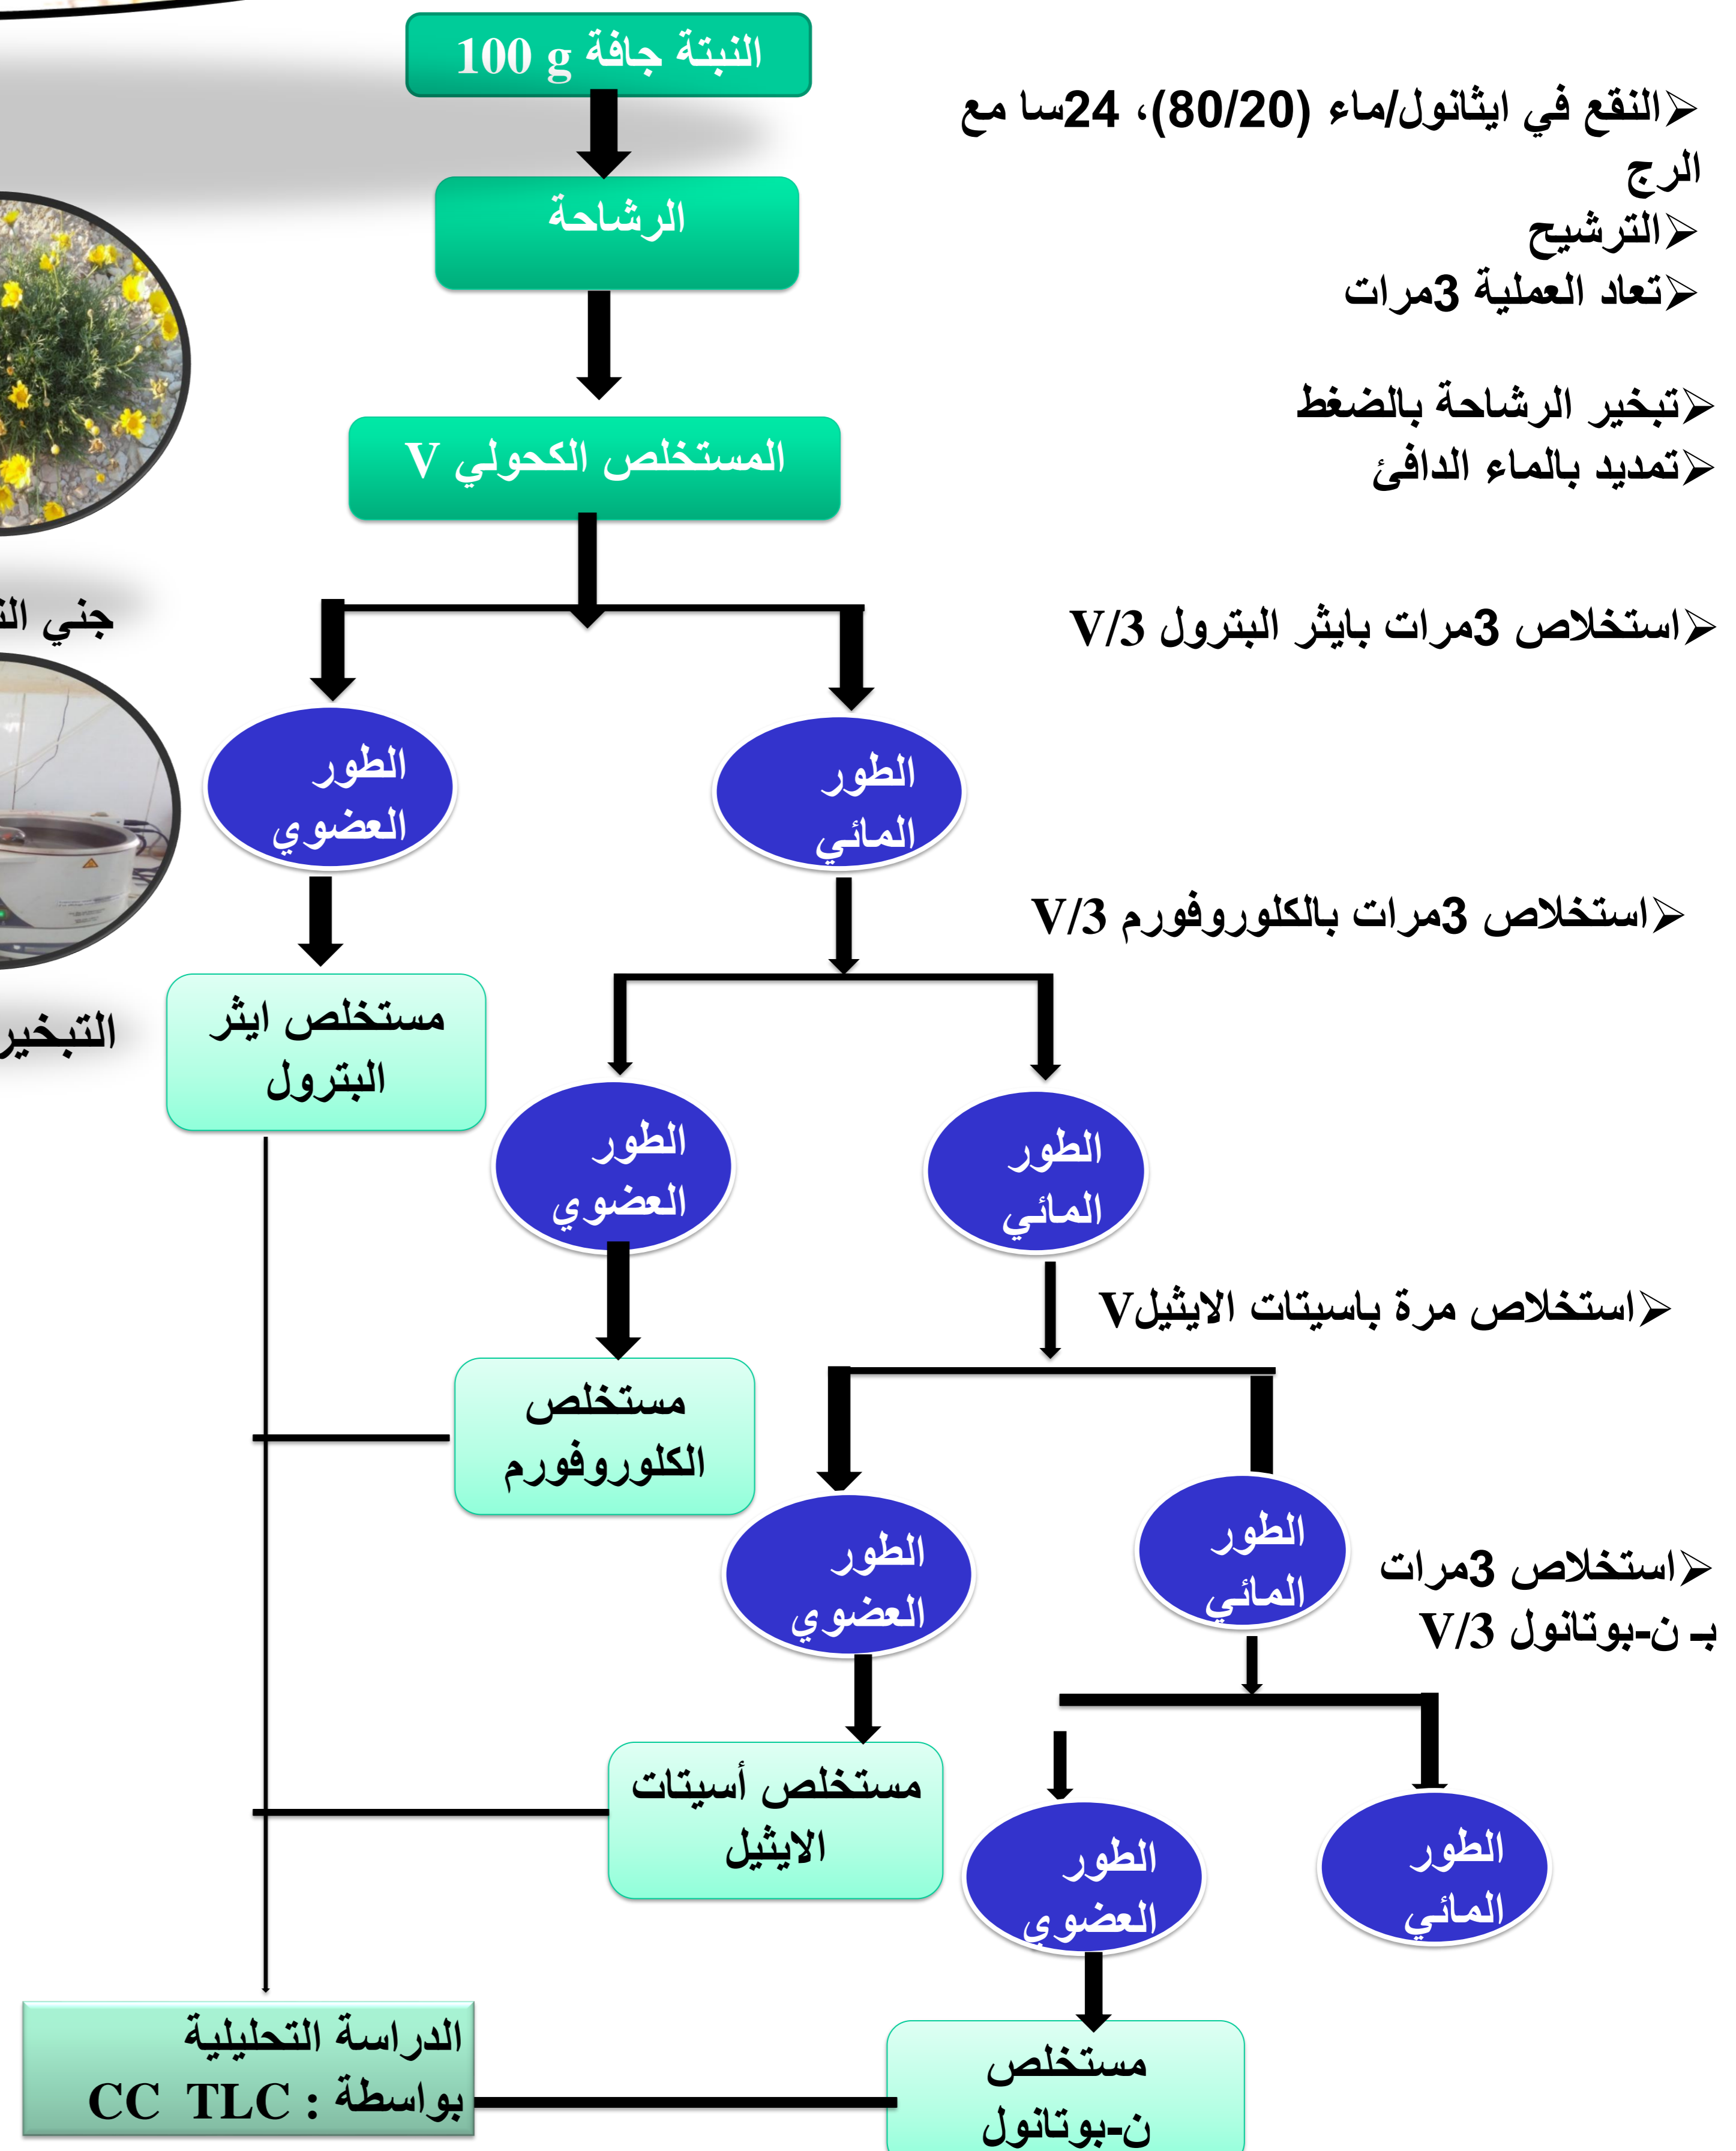 النبتة جافة 100 g
النقع في ايثانول/ماء (80/20)، 24سا مع
الرج
الترشيح
تعاد العملية 3مرات
الرشاحة
تبخير الرشاحة بالضغط
تمديد بالماء الدافئ
المستخلص الكحولي V
جني
استخلاص 3مرات بايثر البترول V/3
الطور
العضوي
الطور
المائي
استخلاص 3مرات بالكلوروفورم V/3
التبخير
مستخلص ايثر
البترول
الطور
العضوي
الطور
المائي
استخلاص مرة باسيتات الايثيلV
مستخلص
الكلوروفورم
الطور
العضوي
الطور
المائي
استخلاص 3مرات
بـ ن-بوتانول V/3
مستخلص أسيتات
الايثيل
الطور
العضوي
الطور
المائي
الدراسة التحليلية
بواسطة : CC TLC
مستخلص
ن-بوتانول